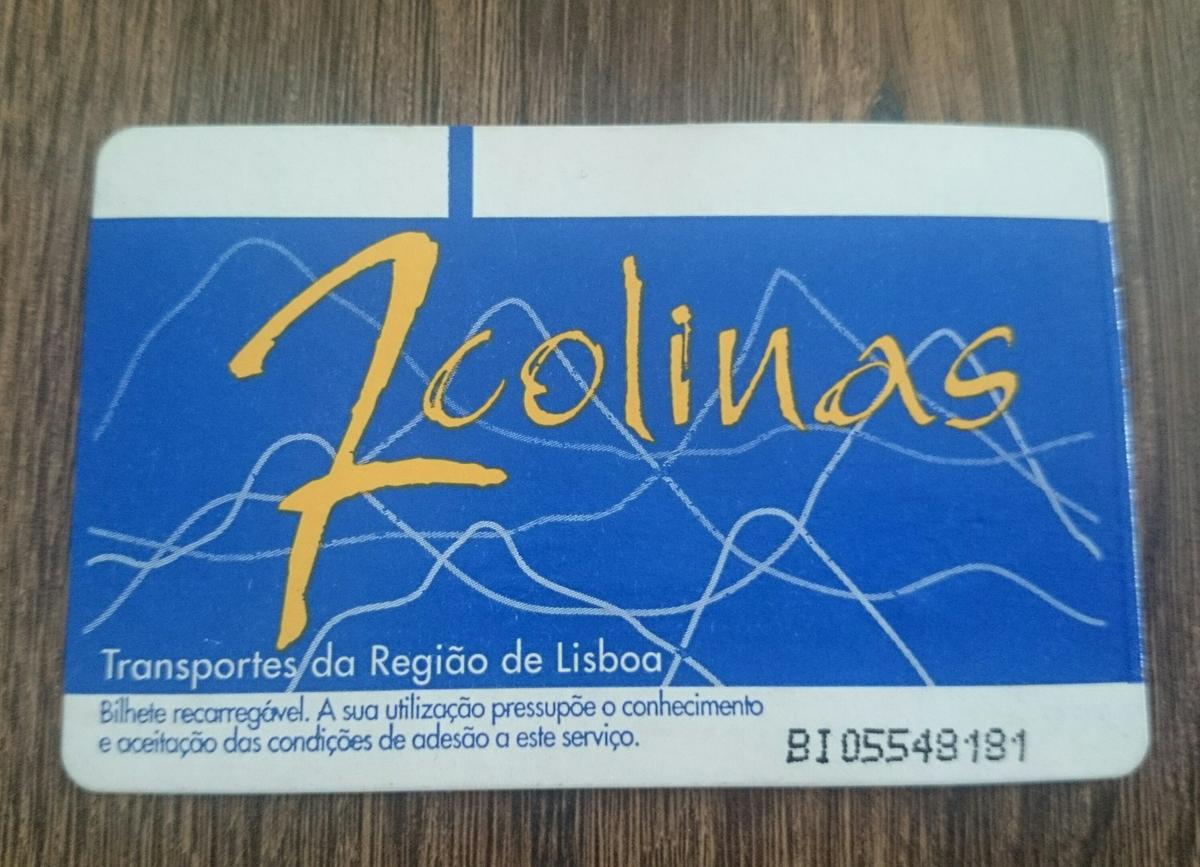 7colinas
Transportes da Região de Lisboa
Bilhete recarregável. A sua utilização pressupõe o conhecimento
e aceitação das condições de adesão a este serviço.
BI05548181